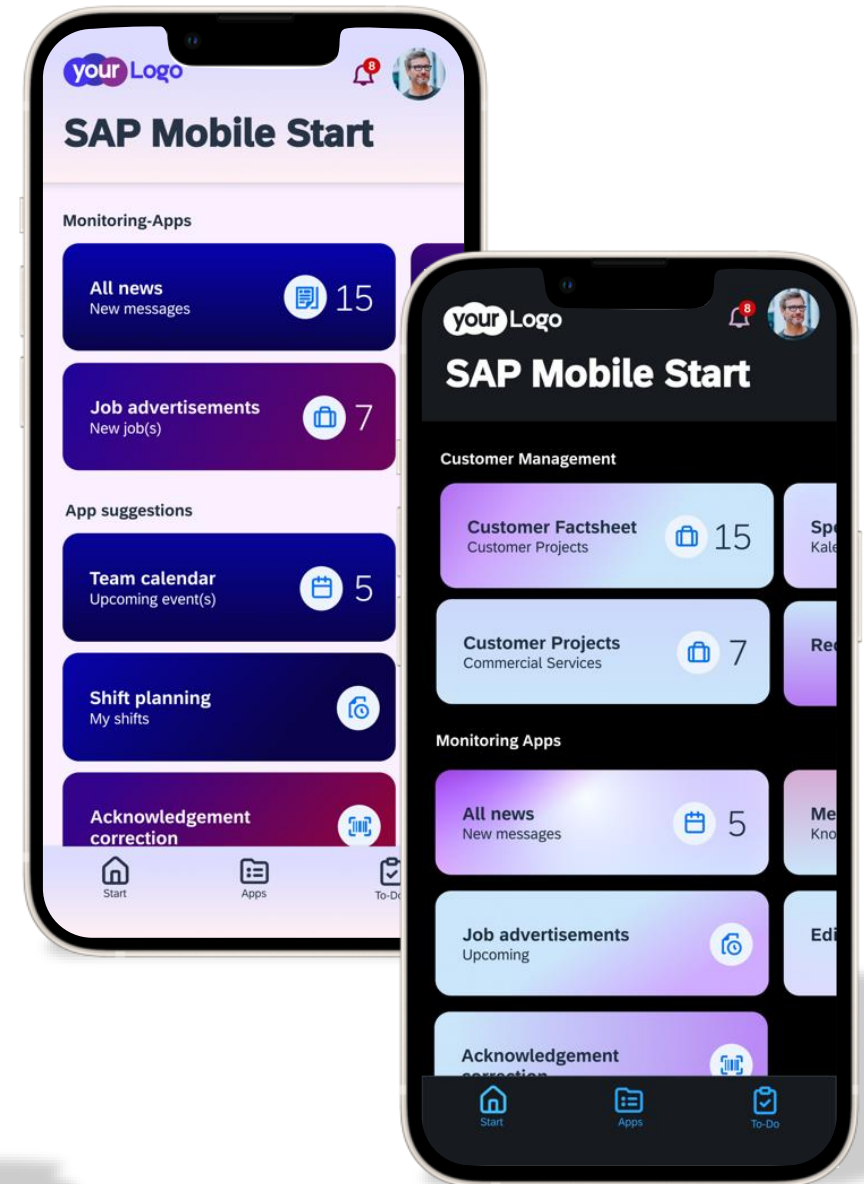 your Logo
8
SAP Mobile Start
Monitoring-Apps
All news
New messages
15
Job advertisements
New job(s)
7
App suggestions
Team calendar
Upcoming event(s)
5
Shift planning
My shifts
Acknowledgement
correction
Start
Apps
your Logo
8
SAP Mobile Start
Customer Management
Customer Factsheet
Customer Projects
15
Customer Projects
Commercial Services
7
Monitoring Apps
All news
New messages
5
Job advertisements
Upcoming
Acknowledgement
Start
Apps
To-Do